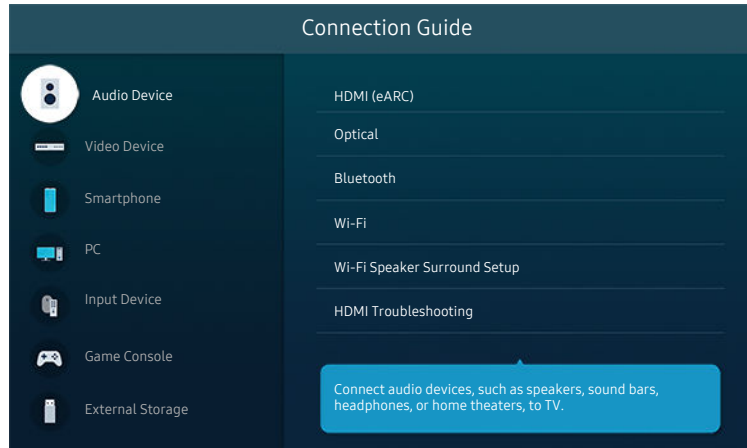 Connection Guide
Audio Device
Video Device
Smartphone
PC
Input Device
Game Console
External Storage
HDMI (eARC)
Optical
Bluetooth
Wi-Fi
Wi-Fi Speaker Surround Setup
HDMI Troubleshooting
Connect audio devices, such as speakers, sound bars,
headphones, or home theaters, to TV.